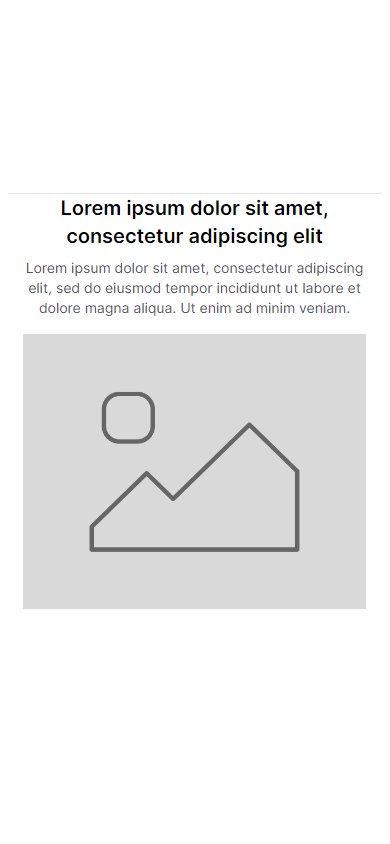 Lorem ipsum dolor sit amet,
consectetur adipiscing elit
Lorem ipsum dolor sit amet, consectetur adipiscing
elit, sed do eiusmod tempor incididunt ut labore et
dolore magna aliqua. Ut enim ad minim veniam.